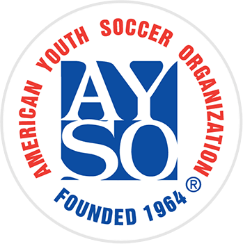 AMERICAN YOUTH SOCCER ORGANIZATION
AY
SO
FOUNDED 1964
®